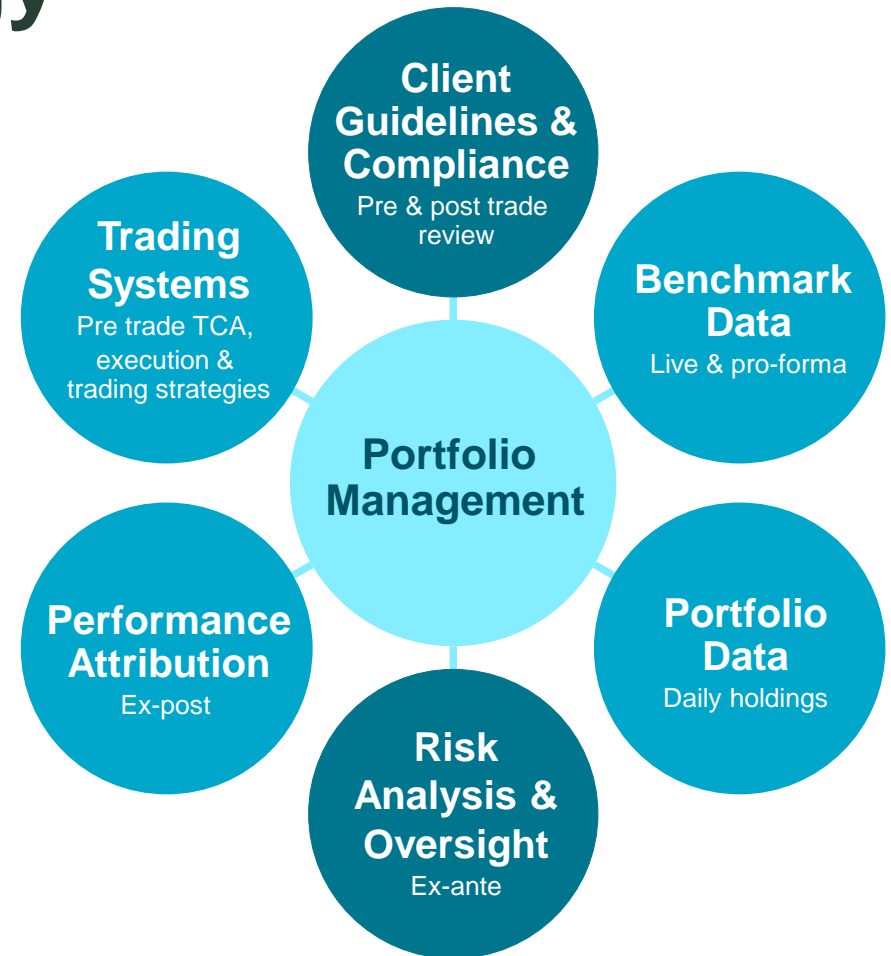 Client
Guidelines &
Compliance
Pre & post trade
review
Trading
Systems
Pre trade TCA,
execution &
trading strategies
Benchmark
Data
Live & pro-forma
Portfolio
Management
Performance
Attribution
Ex-post
Portfolio
Data
Daily holdings
Risk
Analysis &
Oversight
Ex-ante